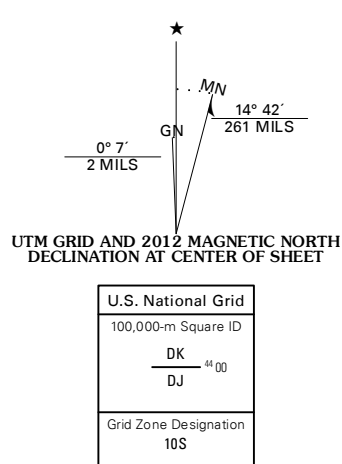 ★
MN
14° 42´
261 MILS
GN
0° 7´
2 MILS
UTM GRID AND 2012 MAGNETIC NORTH
DECLINATION AT CENTER OF SHEET
U.S. National Grid
100,000-m Square ID
DK
44 00
DJ
Grid Zone Designation
10S